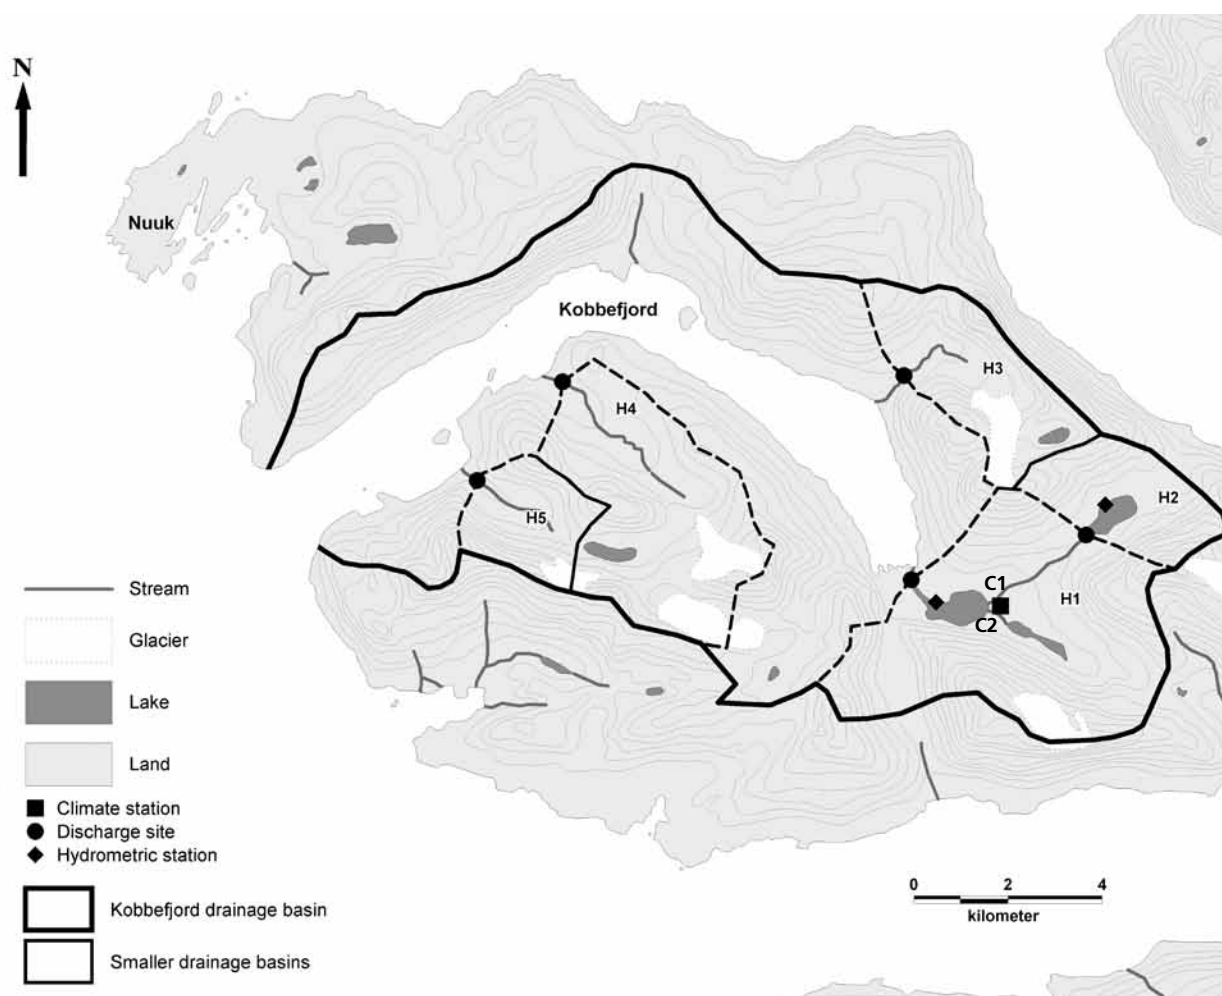 N
Nuuk
Kobbefjord
H3
H4
H2
H5
C1
H1
C2
Stream
Glacier
Lake
Land
Climate station
Discharge site
Hydrometric station
Kobbefjord drainage basin
Smaller drainage basins
0 2 4
kilometer